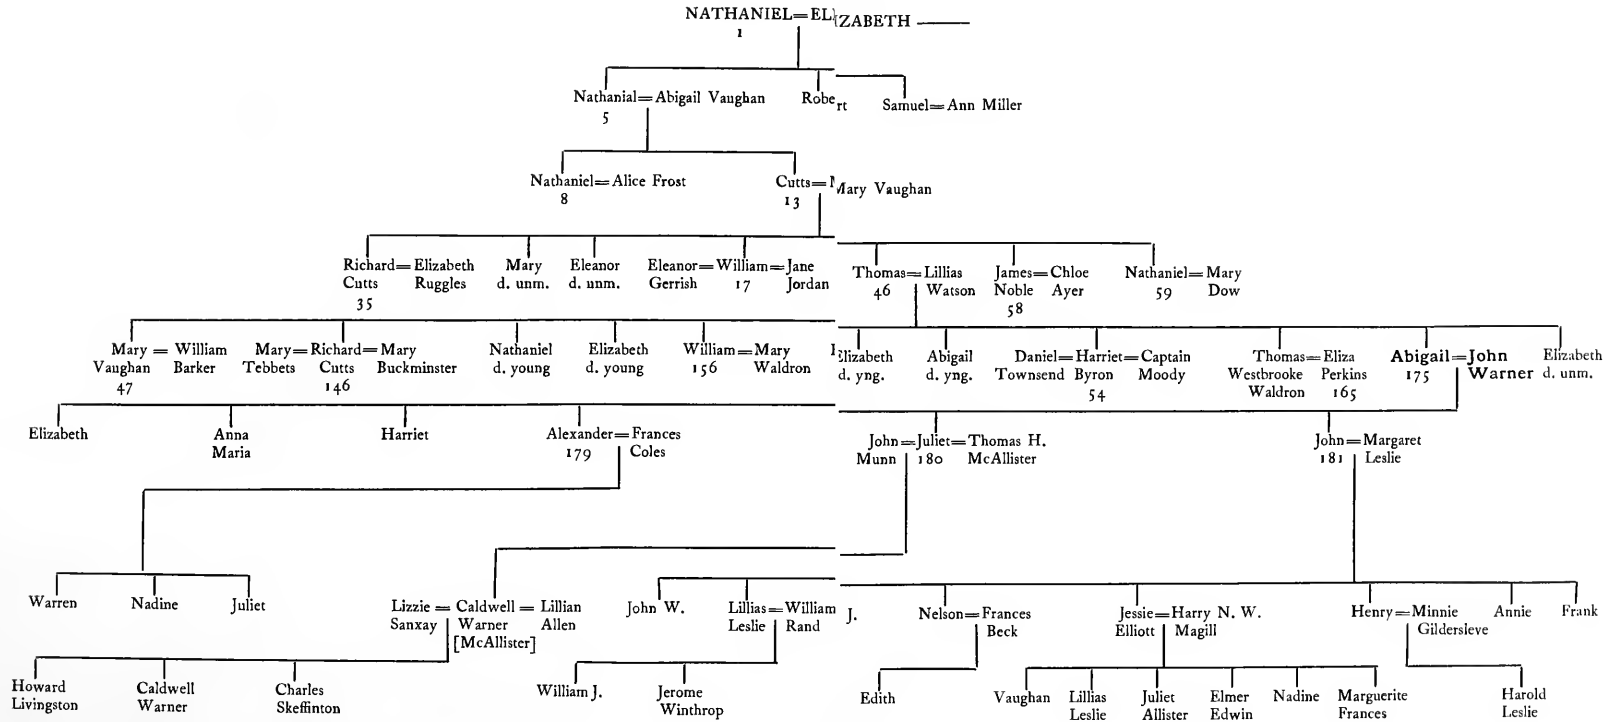 NATHANIEL=ELIZABETH
1
Nathanial=Abigail Vaughan Robert Samuel=Ann Miller
5
Nathaniel=Alice Frost Cutts=Mary Vaughan
8 13
Richard=Elizabeth Mary Eleanor Eleanor=William=Jane Thomas=Lillias James=Chloe Nathaniel=Mary
Cutts Ruggles d. unm. d. unm. Gerrish 17 Jordan 46 Watson Noble Ayer 59 Dow
35 58
Mary = William Mary=Richard=Mary Nathaniel Elizabeth William=Mary Elizabeth Abigail Daniel=Harriet=Captain Thomas=Eliza Abigail=John Elizabeth
Vaughan Barker Tebbets Cutts Buckminster d. young d. young 156 Waldron d. yng. d. yng. Townsend Byron Moody Westbrooke Perkins 175 Warner d. unm.
47 146 54 Waldron 165
Elizabeth Anna Harriet Alexander=Frances John=Juliet=Thomas H. John=Margaret
Maria 179 Coles Munn 180 McAllister 181 Leslie
Warren Nadine Juliet Lizzie = Caldwell = Lillian John W. Lillias=William J. Nelson=Frances Jessie=Harry N. W. Henry=Minnie Annie Frank
Sanxay Warner Allen Leslie Rand Beck Elliott Magill Gildersleve
[McAllister]
Howard Caldwell Charles William J. Jerome Edith Vaughan Lillias Juliet Elmer Nadine Marguerite Harold
Livingston Warner Skeffinton Winthrop Leslie Allister Edwin Frances Leslie